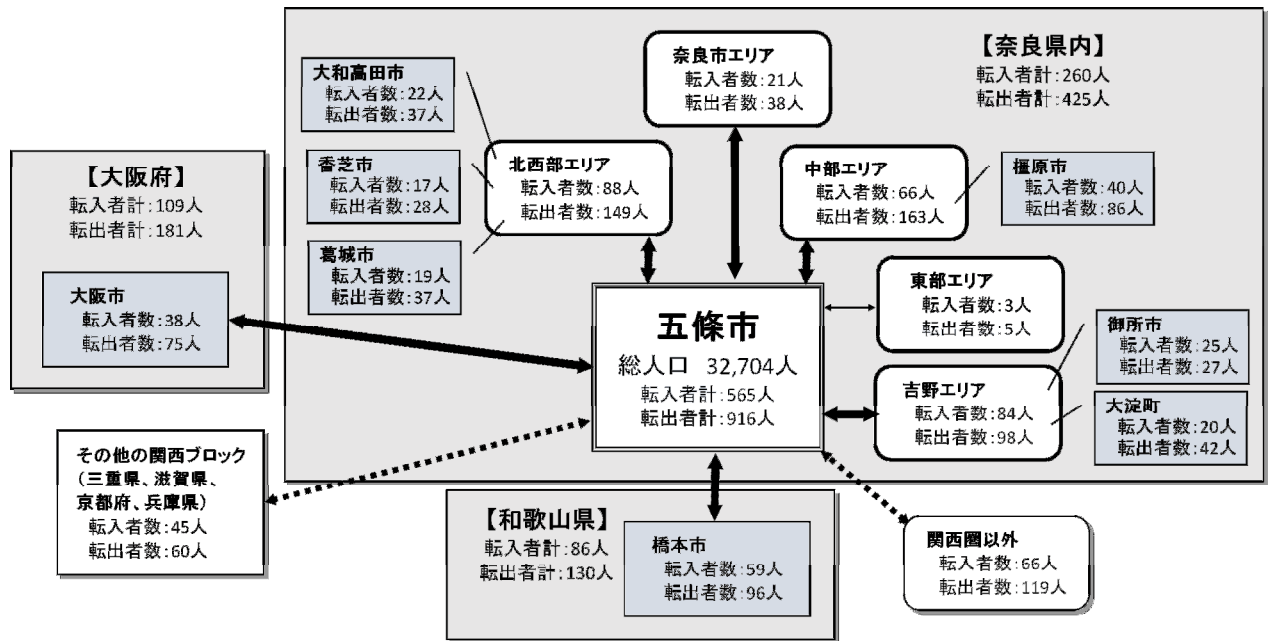 【奈良県内】
転入者計:260人
転出者計:425人
奈良市エリア
転入者数:21人
転出者数:38人
大和高田市
転入者数:22人
転出者数:37人
香芝市
転入者数:17人
転出者数:28人
葛城市
転入者数:19人
転出者数:37人
北西部エリア
転入者数:88人
転出者数:149人
中部エリア
転入者数:66人
転出者数:163人
橿原市
転入者数:40人
転出者数:86人
【大阪府】
転入者計:109人
転出者計:181人
大阪市
転入者数:38人
転出者数:75人
五條市
総人口 32,704人
転入者計:565人
転出者計:916人
東部エリア
転入者数:3人
転出者数:5人
御所市
転入者数:25人
転出者数:27人
吉野エリア
転入者数:84人
転出者数:98人
大淀町
転入者数:20人
転出者数:42人
その他の関西ブロック
(三重県、滋賀県、
京都府、兵庫県)
転入者数:45人
転出者数:60人
【和歌山県】
転入者計:86人
転出者計:130人
橋本市
転入者数:59人
転出者数:96人
関西圏以外
転入者数:66人
転出者数:119人